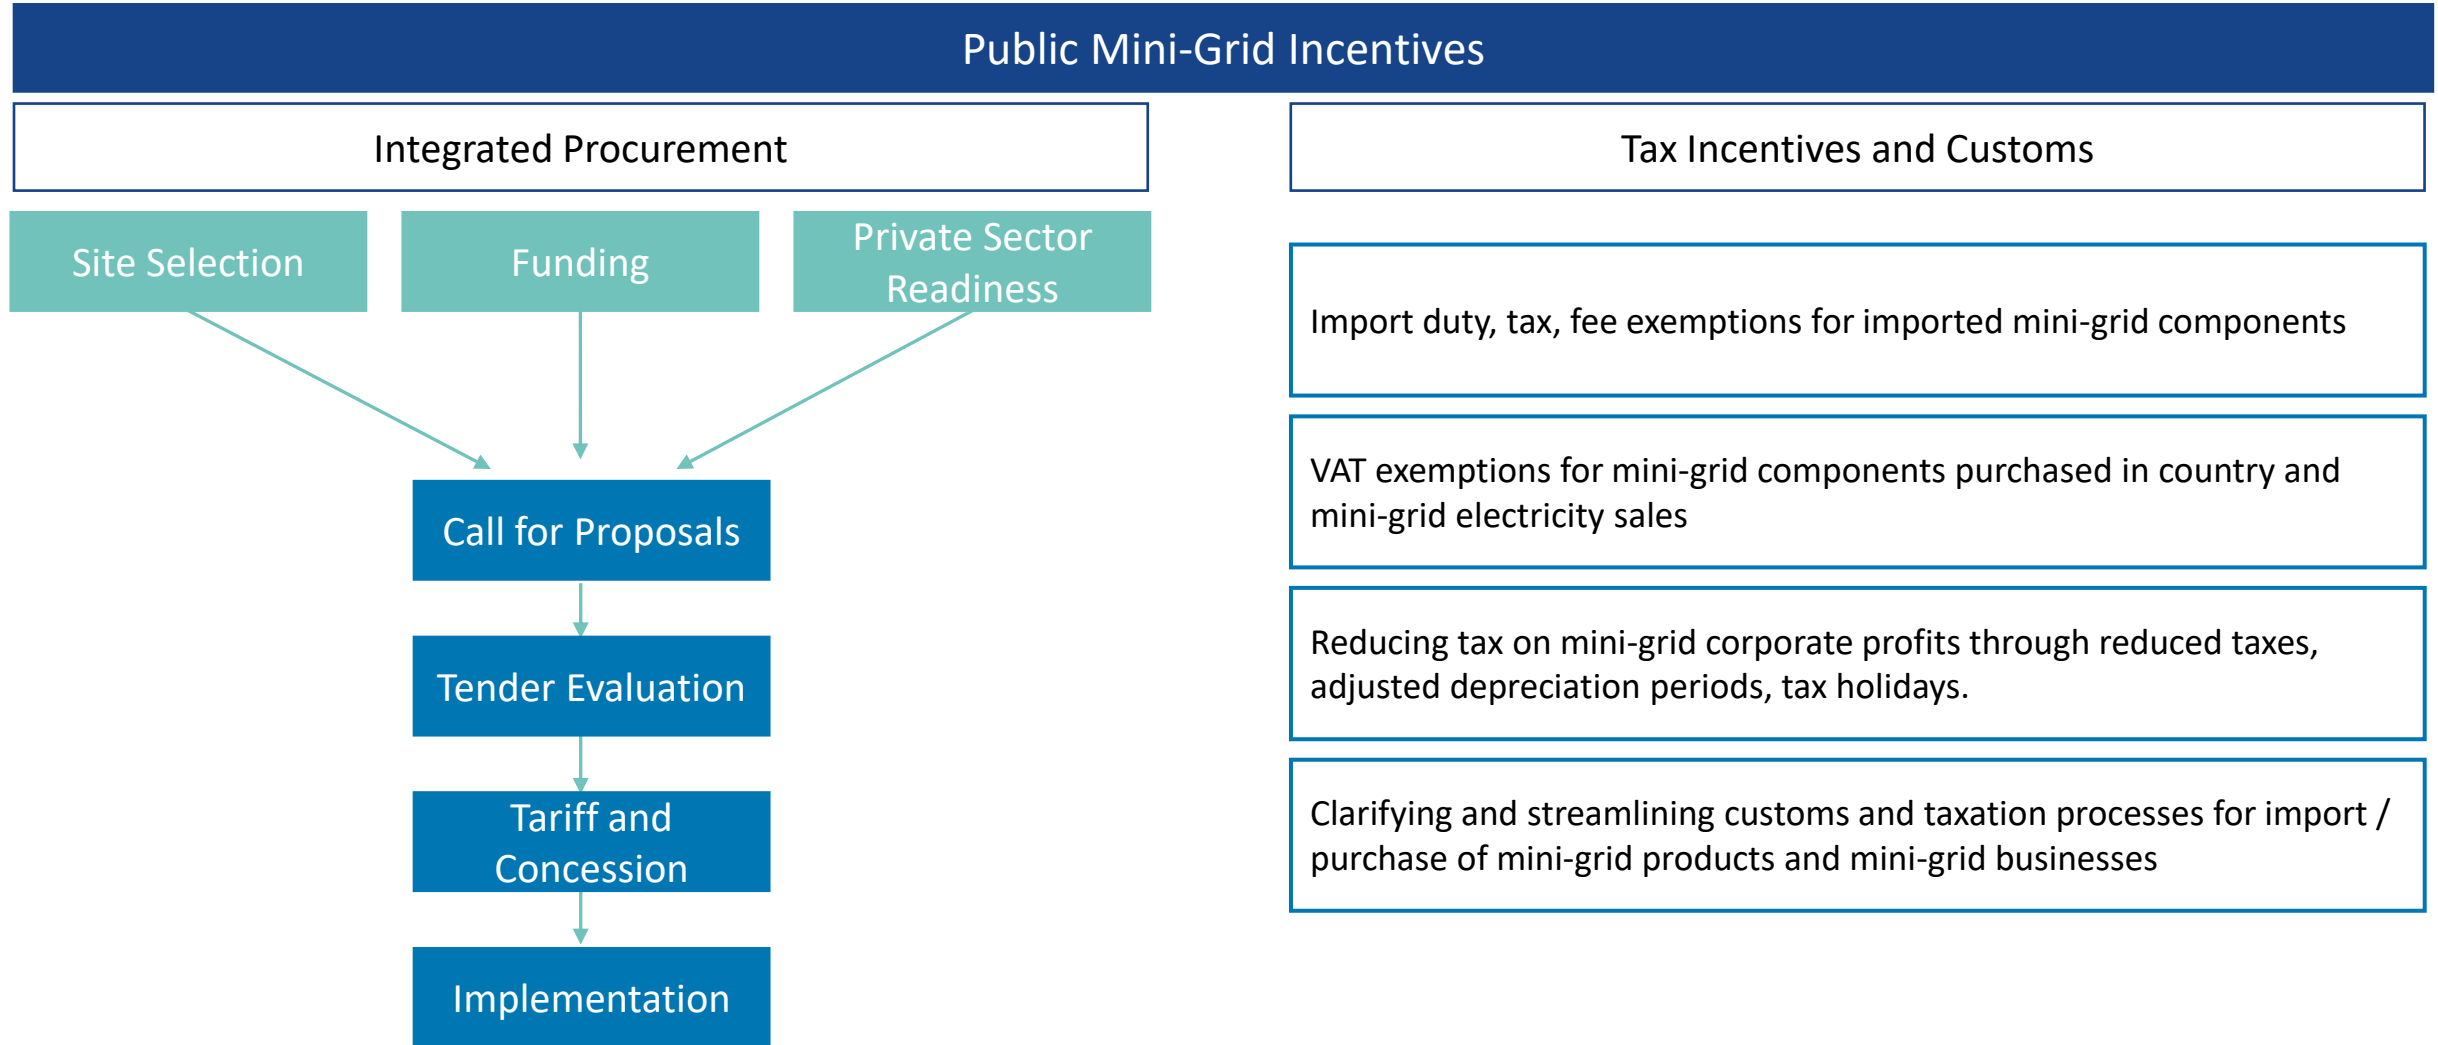 Public Mini-Grid Incentives
Integrated Procurement
Site Selection
Funding
Private Sector
Readiness
Call for Proposals
Tender Evaluation
Tariff and
Concession
Implementation
Tax Incentives and Customs
Import duty, tax, fee exemptions for imported mini-grid components
VAT exemptions for mini-grid components purchased in country and
mini-grid electricity sales
Reducing tax on mini-grid corporate profits through reduced taxes,
adjusted depreciation periods, tax holidays.
Clarifying and streamlining customs and taxation processes for import /
purchase of mini-grid products and mini-grid businesses